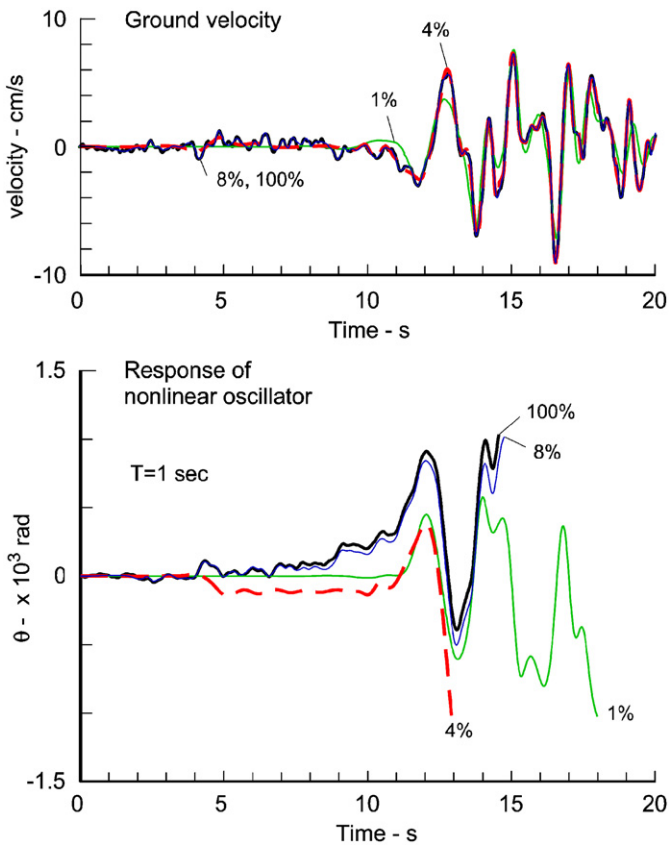 Ground velocity
10
4%
1%
velocity - cm/s
0
8%, 100%
-10
0
5
10
15
20
Time - s
1.5
Response of
nonlinear oscillator
100%
8%
T=1 sec
θ - x 10³ rad
0
1%
4%
-1.5
0
5
10
15
20
Time - s